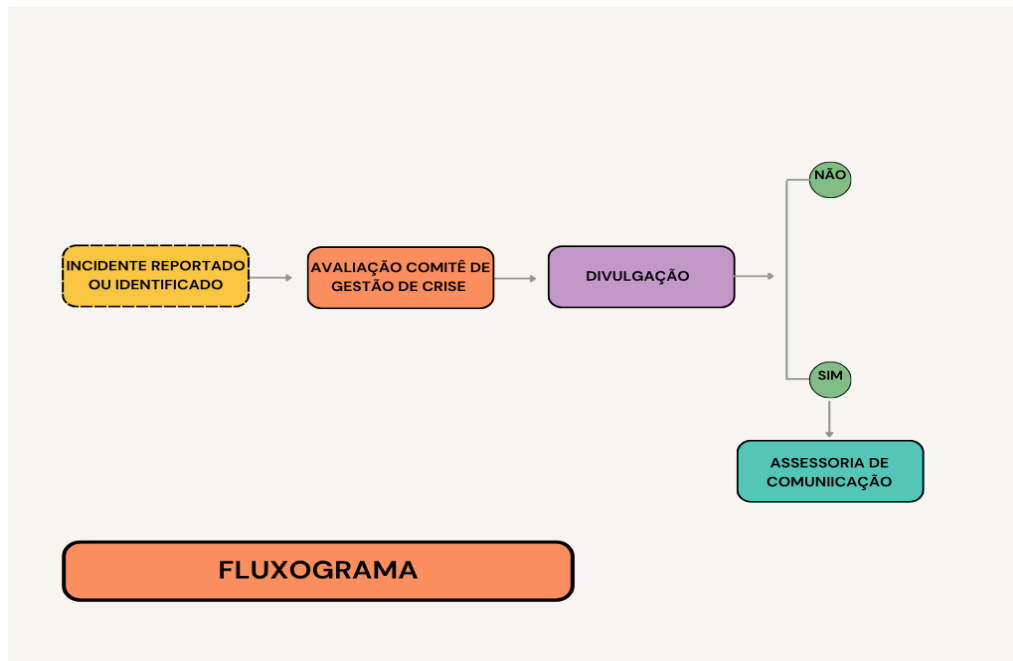 NÃO
INCIDENTE REPORTADO
OU IDENTIFICADO
AVALIAÇÃO COMITÊ DE
GESTÃO DE CRISE
DIVULGAÇÃO
SIM
ASSESSORIA DE
COMUNIICAÇÃO
FLUXOGRAMA